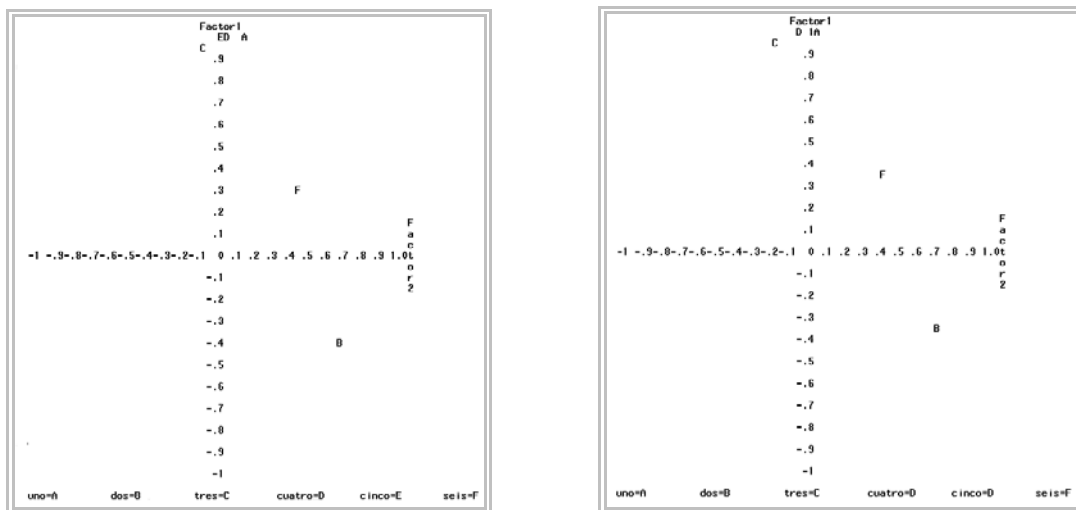 Factor1
ED A
C
.9
.8
.7
.6
.5
.4
.3 F
.2
.1
-1 -.9-.8-.7-.6-.5-.4-.3-.2-.1 0 .1 .2 .3 .4 .5 .6 .7 .8 .9 1.0
Factor2
-.1
-.2
-.3
-.4 B
-.5
-.6
-.7
-.8
-.9
-1
uno=A dos=B tres=C cuatro=D cinco=E seis=F
Factor1
D IA
C
.9
.8
.7
.6
.5
.4
F
.3
.2
.1
-1 -.9-.8-.7-.6-.5-.4-.3-.2-.1 0 .1 .2 .3 .4 .5 .6 .7 .8 .9 1.0
Factor2
-.1
-.2
-.3
B
-.4
-.5
-.6
-.7
-.8
-.9
-1
uno=A dos=B tres=C cuatro=D cinco=D seis=F